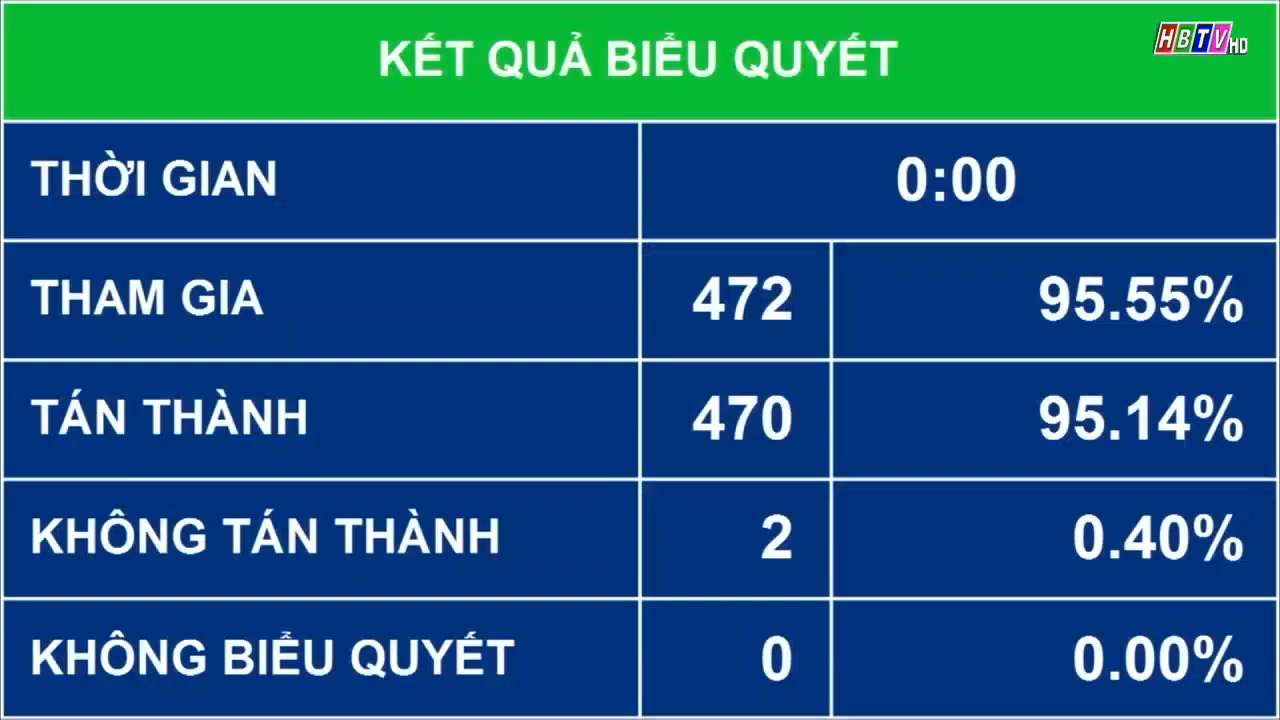 KẾT QUẢ BIỂU QUYẾT
HBTV HD
THỜI GIAN 0:00
THAM GIA 472 95.55%
TÁN THÀNH 470 95.14%
KHÔNG TÁN THÀNH 2 0.40%
KHÔNG BIỂU QUYẾT 0 0.00%